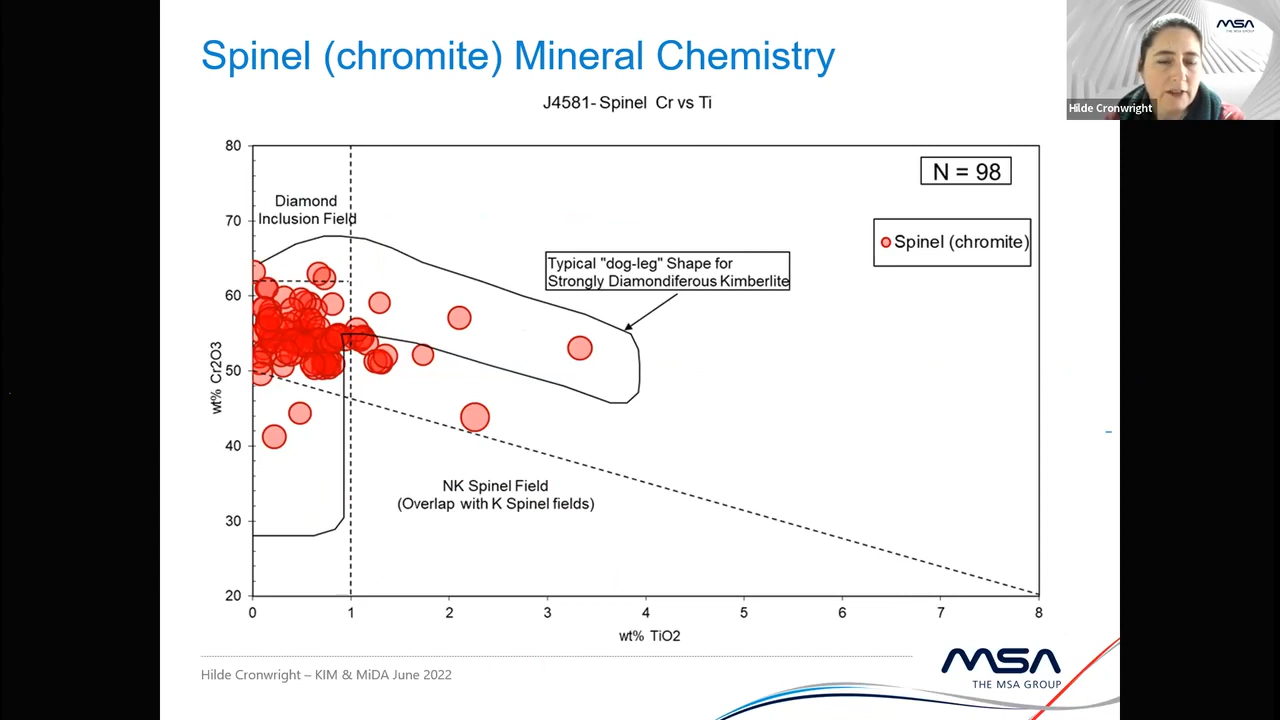 Spinel (chromite) Mineral Chemistry
MSA
THE MSA GROUP
Hilde Cronwright
J4581- Spinel Cr vs Ti
80
70
60
50
40
30
20
wt% Cr2O3
N = 98
Diamond
Inclusion Field
Spinel (chromite)
Typical "dog-leg" Shape for
Strongly Diamondiferous Kimberlite
NK Spinel Field
(Overlap with K Spinel fields)
0 1 2 3 4 5 6 7 8
wt% TiO2
Hilde Cronwright – KIM & MiDA June 2022
MSA
THE MSA GROUP